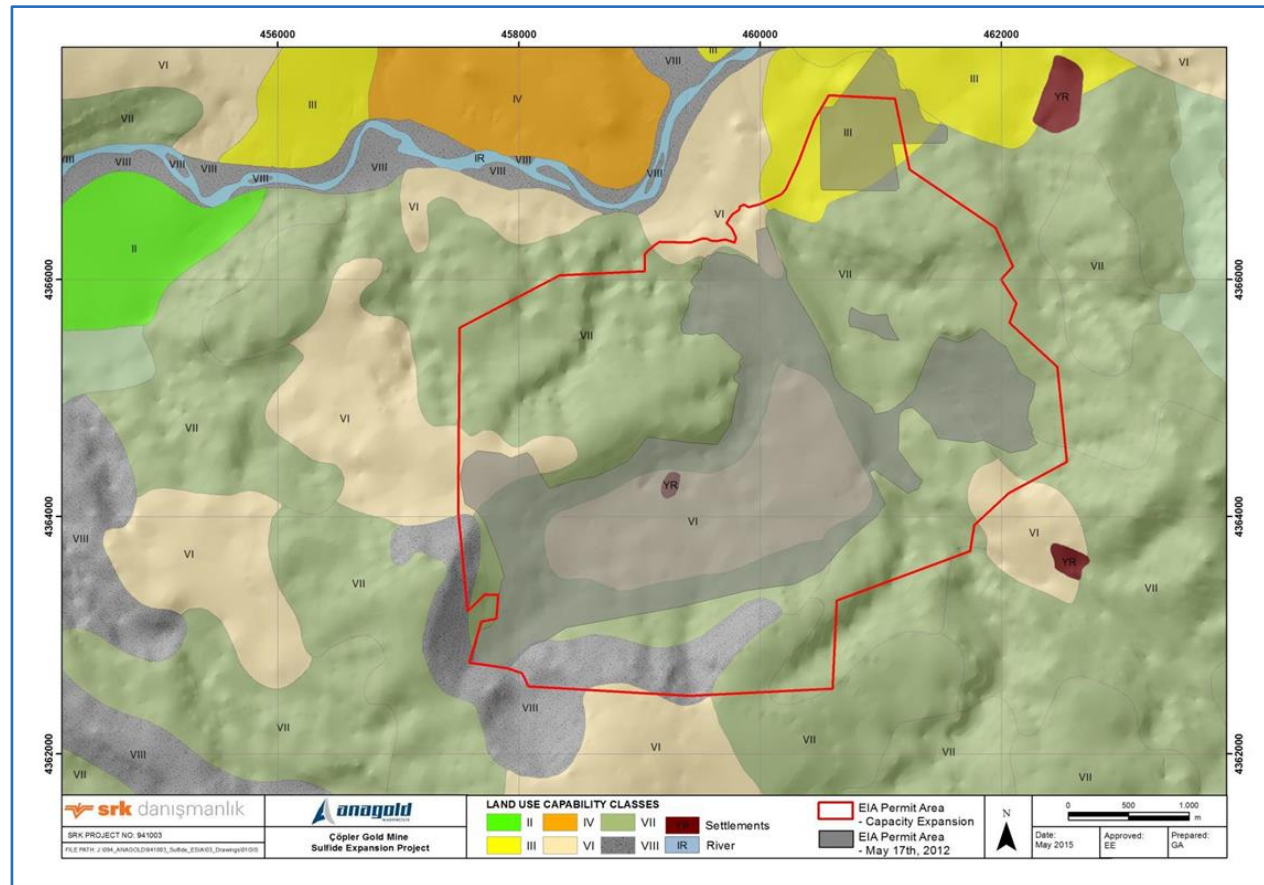 456000 458000 460000 462000
VI III IV VIII III III VI
VII YR
III
VIII VIII VIII VIII IR VIII VIII
VIII VIII VIII
VI VI
II VII VII
4366000 4366000
VII
VI
VII
YR
4364000 VI 4364000
VIII VI VI
VII YR
VII
VIII
VII VI VII
VIII VII
4362000 4362000
VII VII
srk danışmanlık
SRK PROJECT NO: 941003
anagold
Çöpler Gold Mine
Sulfide Expansion Project
LAND USE CAPABILITY CLASSES
II IV VII YR Settlements
III VI VIII IR River
EIA Permit Area
- Capacity Expansion
EIA Permit Area
- May 17th, 2012
N
0 500 1.000
m
Date:
May 2015
Approved:
EE
Prepared:
GA